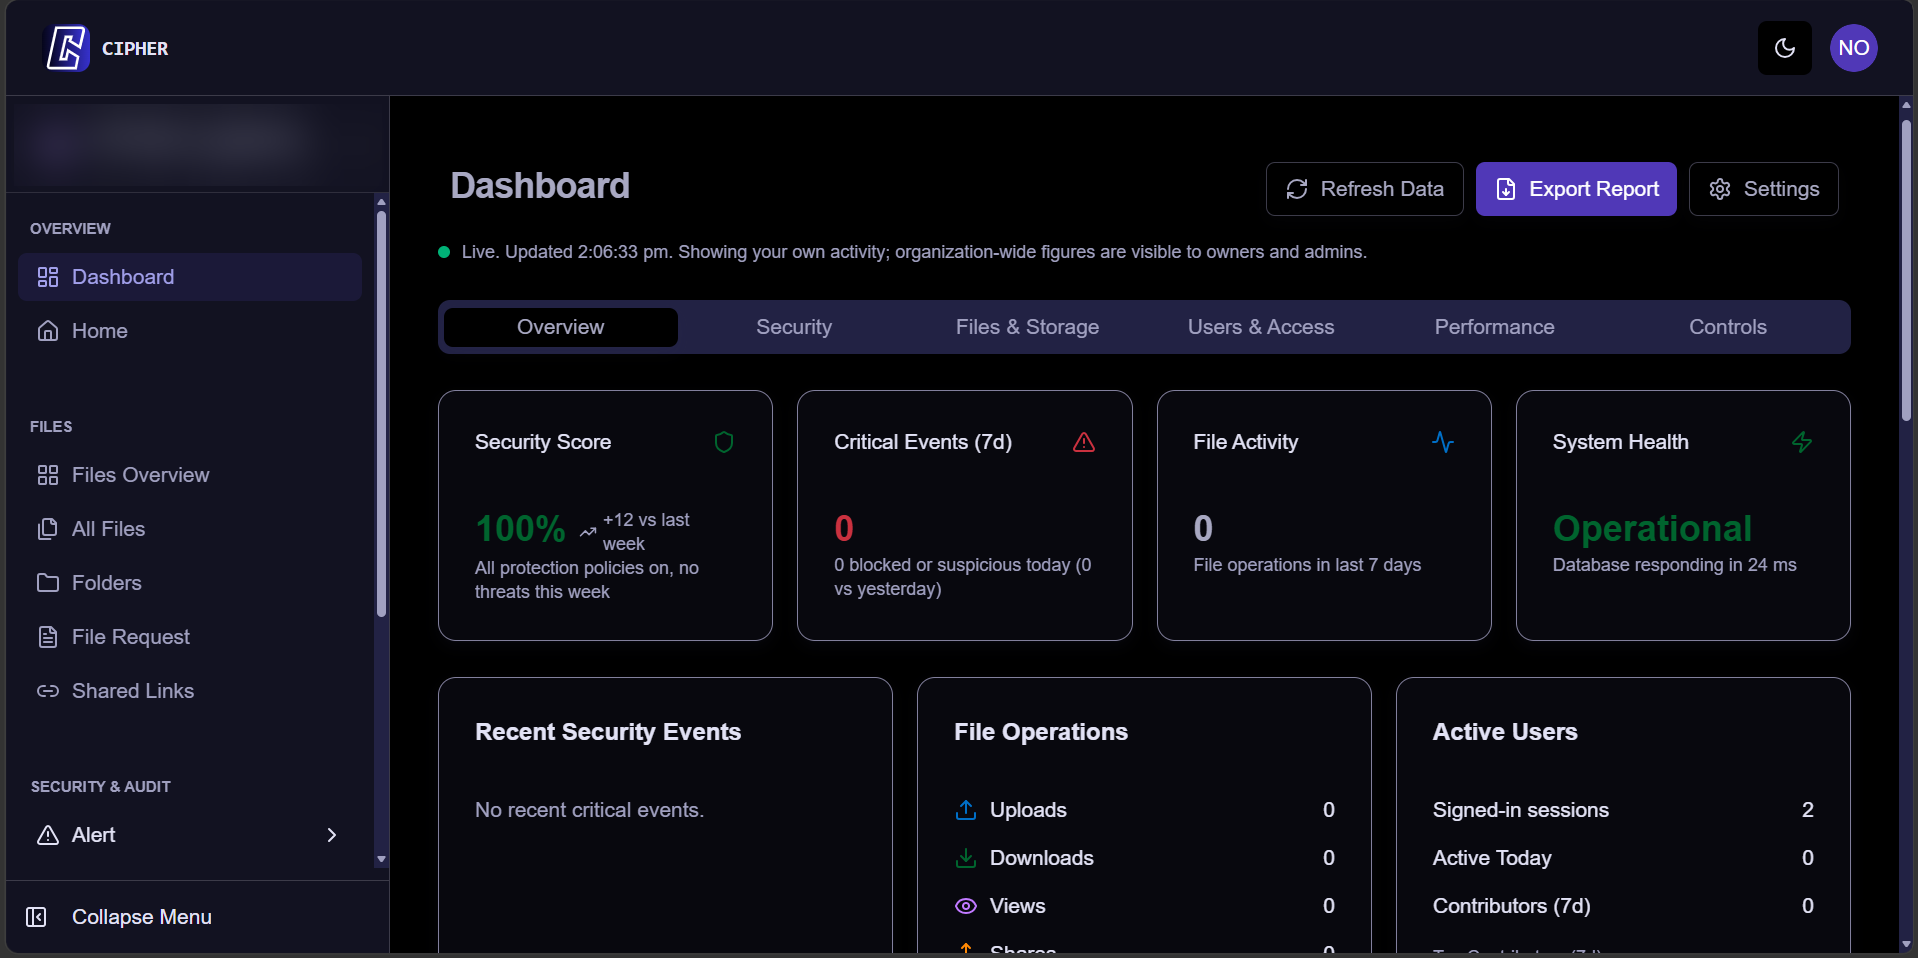 CIPHER
NO
OVERVIEW
Dashboard
Home
FILES
Files Overview
All Files
Folders
File Request
Shared Links
SECURITY & AUDIT
Alert
Collapse Menu
Dashboard
Refresh Data
Export Report
Settings
Live. Updated 2:06:33 pm. Showing your own activity; organization-wide figures are visible to owners and admins.
Overview
Security
Files & Storage
Users & Access
Performance
Controls
Security Score
100%
+12 vs last
week
All protection policies on, no
threats this week
Critical Events (7d)
0
0 blocked or suspicious today (0
vs yesterday)
File Activity
0
File operations in last 7 days
System Health
Operational
Database responding in 24 ms
Recent Security Events
No recent critical events.
File Operations
Uploads 0
Downloads 0
Views 0
Shares 0
Active Users
Signed-in sessions 2
Active Today 0
Contributors (7d) 0